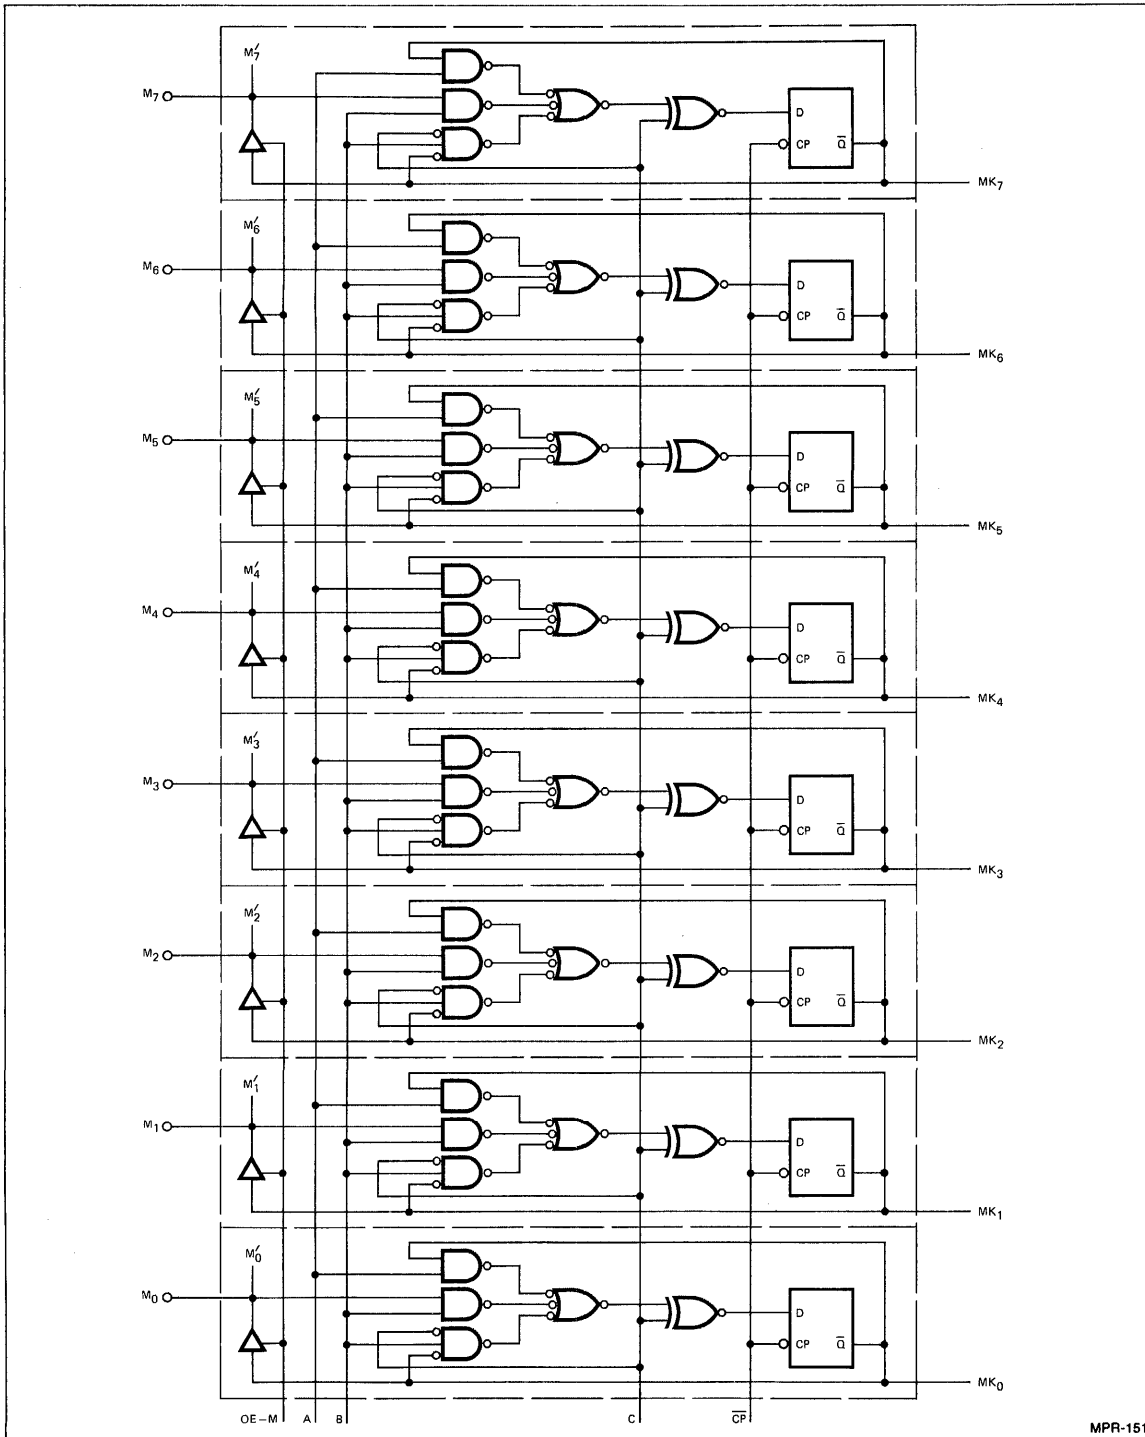 M′7
M7
D
CP Q̅
MK7
M′6
M6
D
CP Q̅
MK6
M′5
M5
D
CP Q̅
MK5
M′4
M4
D
CP Q̅
MK4
M′3
M3
D
CP Q̅
MK3
M′2
M2
D
CP Q̅
MK2
M′1
M1
D
CP Q̅
MK1
M′0
M0
D
CP Q̅
MK0
OE–M A B C C̅P̅
MPR-151